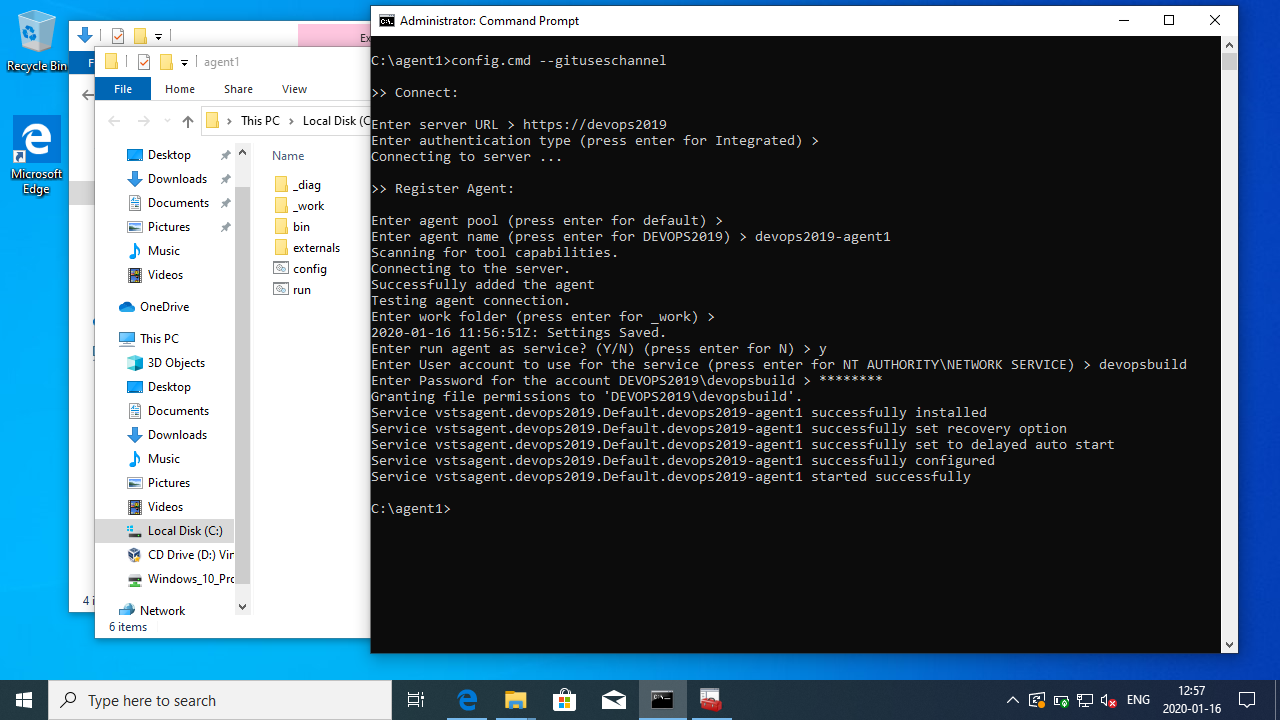 Recycle Bin
Microsoft Edge
Ex
F
4 i
agent1
File
Home
Share
View
This PC
Local Disk (C
Desktop
Downloads
Documents
Pictures
Music
Videos
OneDrive
This PC
3D Objects
Desktop
Documents
Downloads
Music
Pictures
Videos
Local Disk (C:)
CD Drive (D:) Vir
Windows_10_Pro
Network
6 items
Name
_diag
_work
bin
externals
config
run
Administrator: Command Prompt
C:\agent1>config.cmd --gituseschannel
>> Connect:
Enter server URL > https://devops2019
Enter authentication type (press enter for Integrated) >
Connecting to server ...
>> Register Agent:
Enter agent pool (press enter for default) >
Enter agent name (press enter for DEVOPS2019) > devops2019-agent1
Scanning for tool capabilities.
Connecting to the server.
Successfully added the agent
Testing agent connection.
Enter work folder (press enter for _work) >
2020-01-16 11:56:51Z: Settings Saved.
Enter run agent as service? (Y/N) (press enter for N) > y
Enter User account to use for the service (press enter for NT AUTHORITY\NETWORK SERVICE) > devopsbuild
Enter Password for the account DEVOPS2019\devopsbuild > ********
Granting file permissions to 'DEVOPS2019\devopsbuild'.
Service vstsagent.devops2019.Default.devops2019-agent1 successfully installed
Service vstsagent.devops2019.Default.devops2019-agent1 successfully set recovery option
Service vstsagent.devops2019.Default.devops2019-agent1 successfully set to delayed auto start
Service vstsagent.devops2019.Default.devops2019-agent1 successfully configured
Service vstsagent.devops2019.Default.devops2019-agent1 started successfully
C:\agent1>
Type here to search
ENG
12:57
2020-01-16